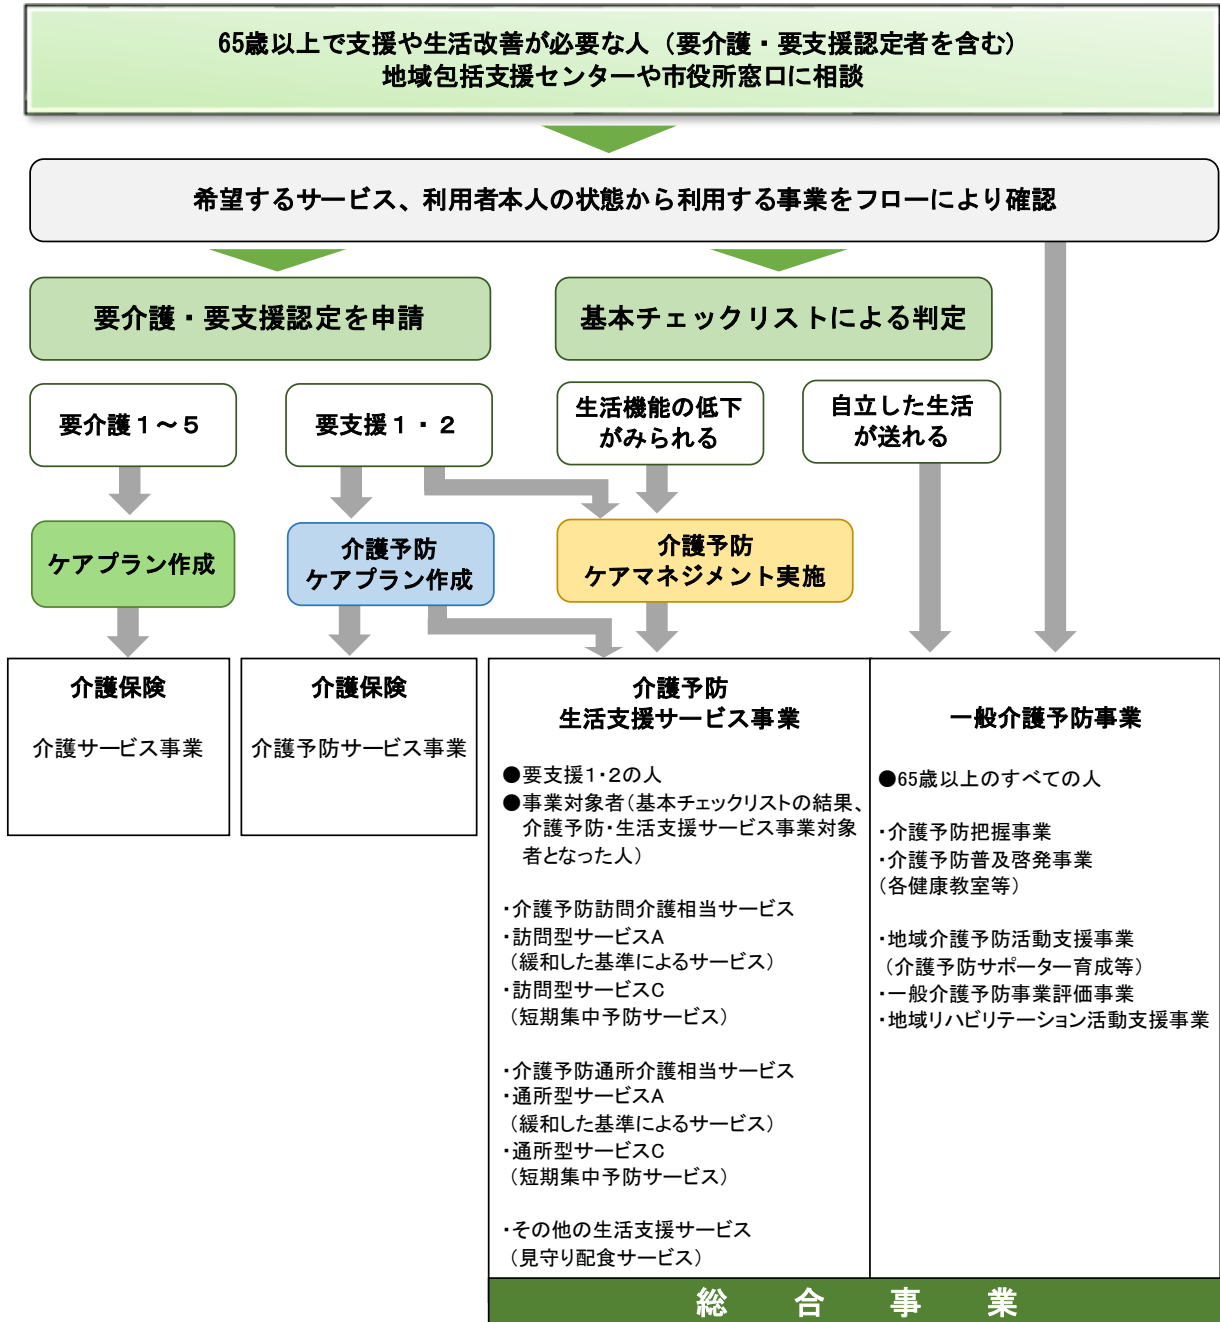 65歳以上で支援や生活改善が必要な人（要介護・要支援認定者を含む）
地域包括支援センターや市役所窓口に相談
希望するサービス、利用者本人の状態から利用する事業をフローにより確認
要介護・要支援認定を申請
基本チェックリストによる判定
要介護１～５
要支援１・２
生活機能の低下
がみられる
自立した生活
が送れる
ケアプラン作成
介護予防
ケアプラン作成
介護予防
ケアマネジメント実施
介護保険
介護サービス事業
介護保険
介護予防サービス事業
介護予防
生活支援サービス事業
●要支援1・2の人
●事業対象者（基本チェックリストの結果、
介護予防・生活支援サービス事業対象
者となった人）
・介護予防訪問介護相当サービス
・訪問型サービスA
（緩和した基準によるサービス）
・訪問型サービスC
（短期集中予防サービス）
・介護予防通所介護相当サービス
・通所型サービスA
（緩和した基準によるサービス）
・通所型サービスC
（短期集中予防サービス）
・その他の生活支援サービス
（見守り配食サービス）
一般介護予防事業
●65歳以上のすべての人
・介護予防把握事業
・介護予防普及啓発事業
（各健康教室等）
・地域介護予防活動支援事業
（介護予防サポーター育成等）
・一般介護予防事業評価事業
・地域リハビリテーション活動支援事業
総合事業